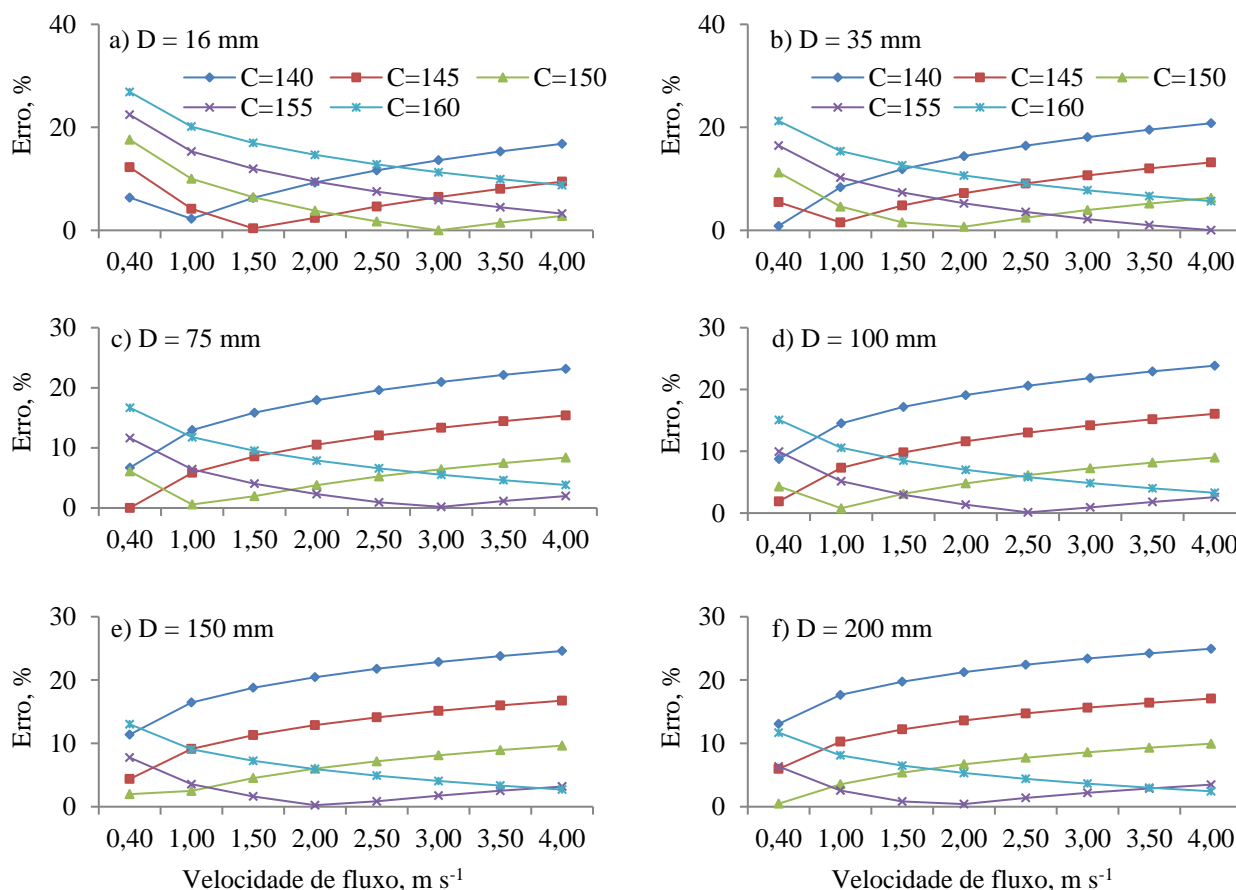 a) D = 16 mm
C=140 C=145 C=150
C=155 C=160
Erro, %
40
20
0
0,40 1,00 1,50 2,00 2,50 3,00 3,50 4,00
b) D = 35 mm
C=140 C=145 C=150
C=155 C=160
Erro, %
40
20
0
0,40 1,00 1,50 2,00 2,50 3,00 3,50 4,00
c) D = 75 mm
Erro, %
30
20
10
0
0,40 1,00 1,50 2,00 2,50 3,00 3,50 4,00
d) D = 100 mm
Erro, %
30
20
10
0
0,40 1,00 1,50 2,00 2,50 3,00 3,50 4,00
e) D = 150 mm
Erro, %
30
20
10
0
0,40 1,00 1,50 2,00 2,50 3,00 3,50 4,00
Velocidade de fluxo, m s-1
f) D = 200 mm
Erro, %
30
20
10
0
0,40 1,00 1,50 2,00 2,50 3,00 3,50 4,00
Velocidade de fluxo, m s-1